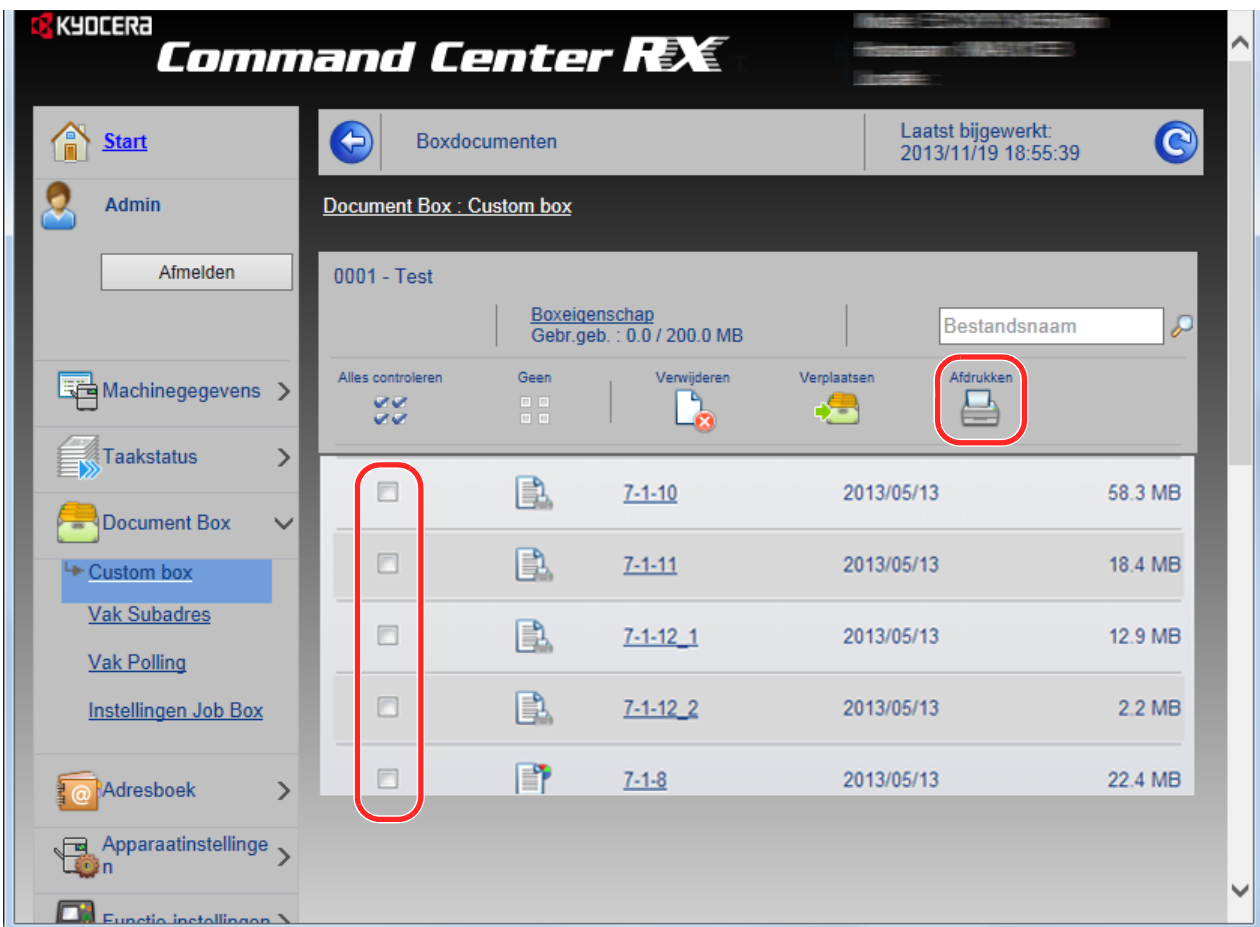 KYOCERA
Command Center RX
Start
Admin
Afmelden
Machinegegevens
Taakstatus
Document Box
Custom box
Vak Subadres
Vak Polling
Instellingen Job Box
Adresboek
Apparaatinstellinge
n
Functie-instellingen
Boxdocumenten
Laatst bijgewerkt:
2013/11/19 18:55:39
Document Box : Custom box
0001 - Test
Boxeigenschap
Gebr.geb. : 0.0 / 200.0 MB
Bestandsnaam
Alles controleren Geen Verwijderen Verplaatsen Afdrukken
7-1-10 2013/05/13 58.3 MB
7-1-11 2013/05/13 18.4 MB
7-1-12_1 2013/05/13 12.9 MB
7-1-12_2 2013/05/13 2.2 MB
7-1-8 2013/05/13 22.4 MB